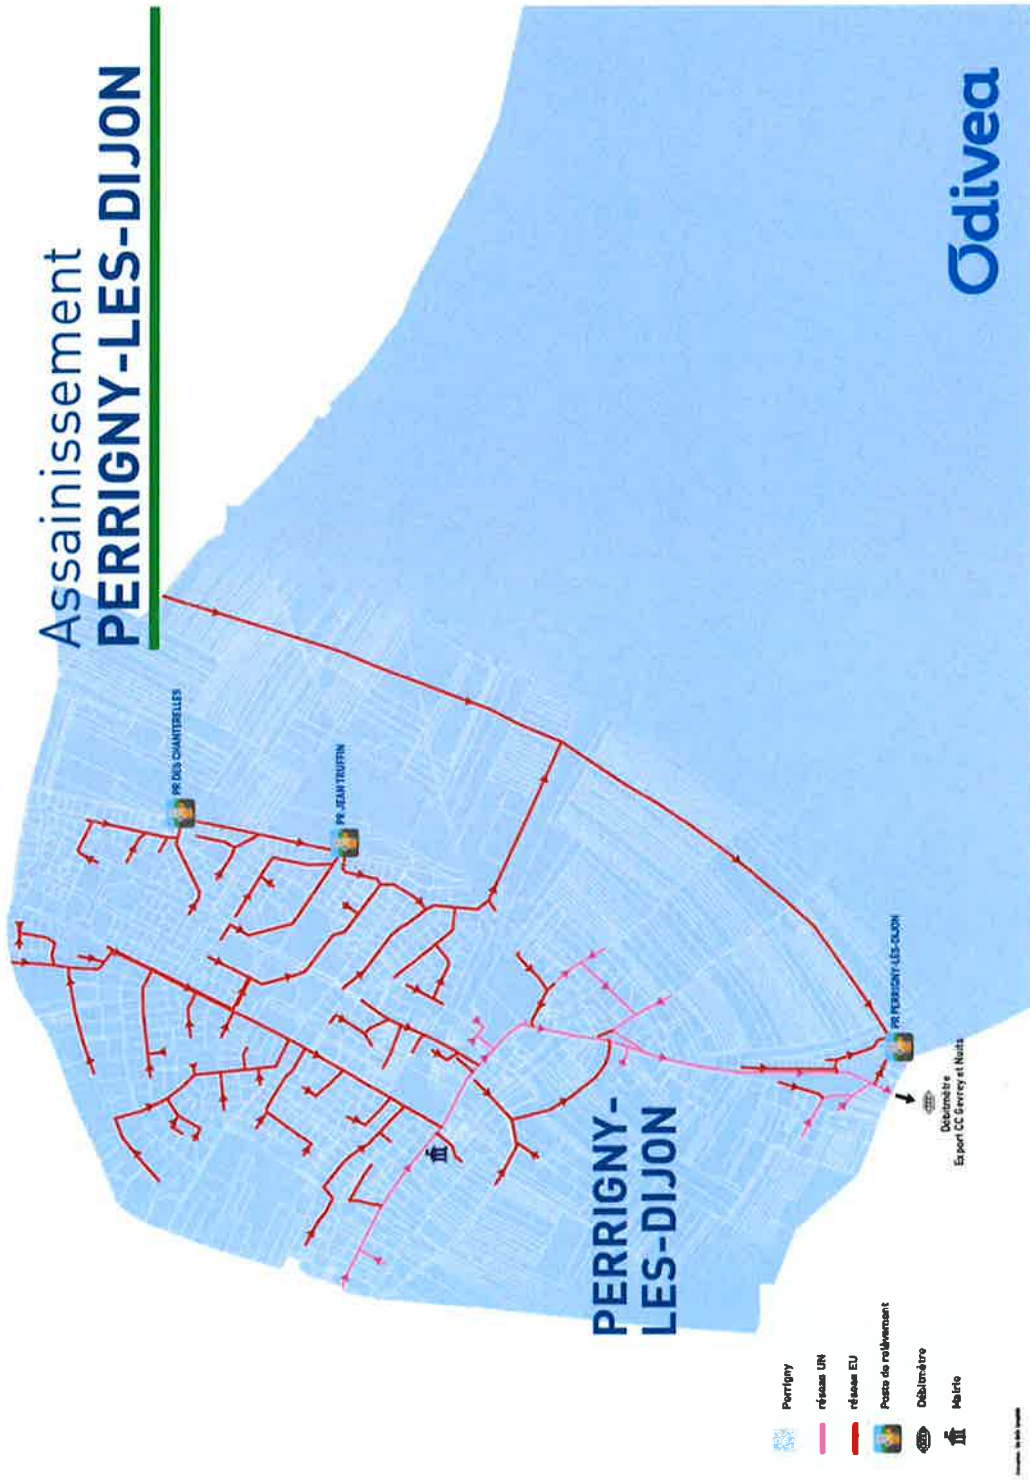 Assainissement
PERRIGNY-LES-DIJON
PR DES CHANTERELLES
PR JEAN TRUFFIN
PR PERRIGNY-LES-DIJON
Débitmètre
Export CC Gevrey et Nuits
PERRIGNY-
LES-DIJON
Odivea
Perrigny
réseau UN
réseau EU
Poste de relèvement
Débitmètre
Mairie